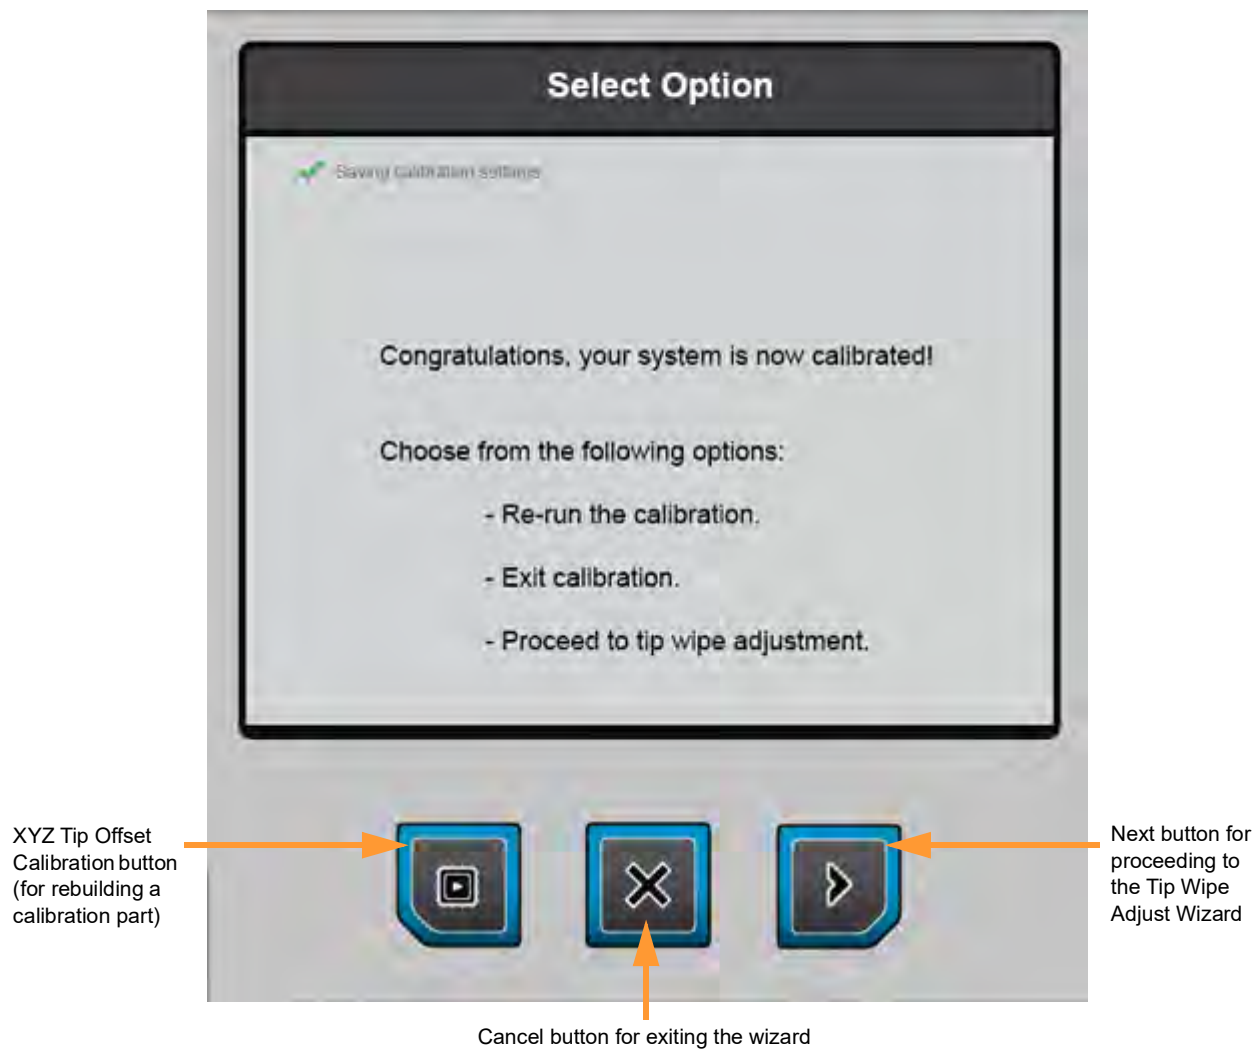 Select Option
Saving calibration settings
Congratulations, your system is now calibrated!
Choose from the following options:
- Re-run the calibration.
- Exit calibration.
- Proceed to tip wipe adjustment.
XYZ Tip Offset
Calibration button
(for rebuilding a
calibration part)
Next button for
proceeding to
the Tip Wipe
Adjust Wizard
Cancel button for exiting the wizard